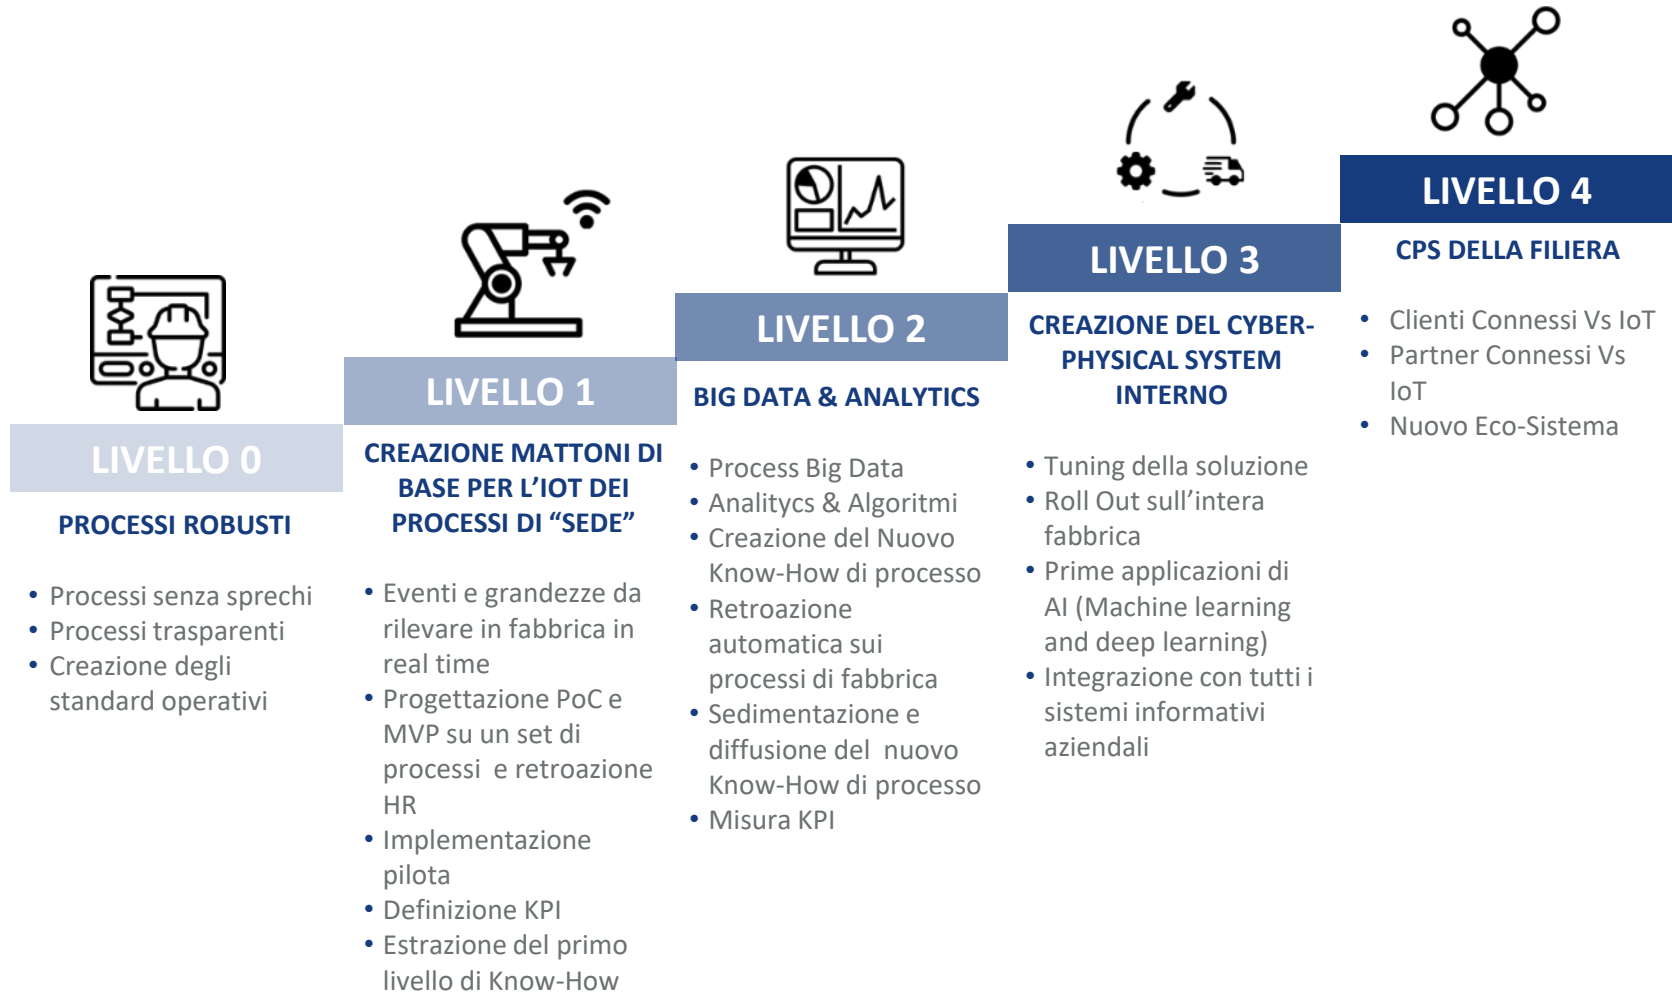 LIVELLO 0
PROCESSI ROBUSTI
• Processi senza sprechi
• Processi trasparenti
• Creazione degli
standard operativi
LIVELLO 1
CREAZIONE MATTONI DI
BASE PER L’IOT DEI
PROCESSI DI “SEDE”
• Eventi e grandezze da
rilevare in fabbrica in
real time
• Progettazione PoC e
MVP su un set di
processi e retroazione
HR
• Implementazione
pilota
• Definizione KPI
• Estrazione del primo
livello di Know-How
LIVELLO 2
BIG DATA & ANALYTICS
• Process Big Data
• Analitycs & Algoritmi
• Creazione del Nuovo
Know-How di processo
• Retroazione
automatica sui
processi di fabbrica
• Sedimentazione e
diffusione del nuovo
Know-How di processo
• Misura KPI
LIVELLO 3
CREAZIONE DEL CYBER-
PHYSICAL SYSTEM
INTERNO
• Tuning della soluzione
• Roll Out sull’intera
fabbrica
• Prime applicazioni di
AI (Machine learning
and deep learning)
• Integrazione con tutti i
sistemi informativi
aziendali
LIVELLO 4
CPS DELLA FILIERA
• Clienti Connessi Vs IoT
• Partner Connessi Vs
IoT
• Nuovo Eco-Sistema